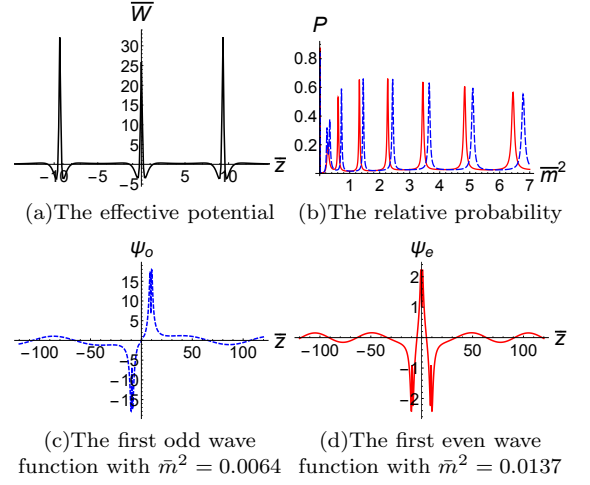 W̅
30
25
20
15
10
5
-5
-10 -5 5 10 z̅
(a)The effective potential
P
0.8
0.6
0.4
0.2
1 2 3 4 5 6 7 m̅²
(b)The relative probability
ψₒ
15
10
5
-5
-10
-15
-100 -50 50 100 z̅
(c)The first odd wave
function with m̄² = 0.0064
ψₑ
2
1
-1
-2
-100 -50 50 100 z̅
(d)The first even wave
function with m̄² = 0.0137